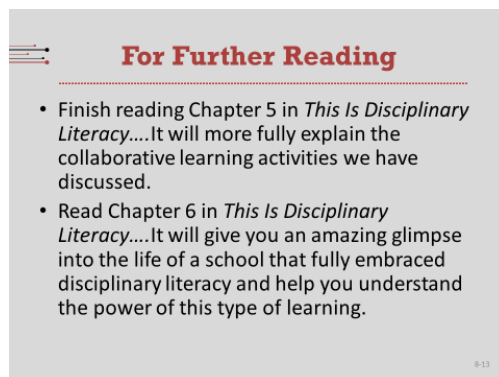 For Further Reading
• Finish reading Chapter 5 in This Is Disciplinary
Literacy….It will more fully explain the
collaborative learning activities we have
discussed.
• Read Chapter 6 in This Is Disciplinary
Literacy….It will give you an amazing glimpse
into the life of a school that fully embraced
disciplinary literacy and help you understand
the power of this type of learning.
6-13